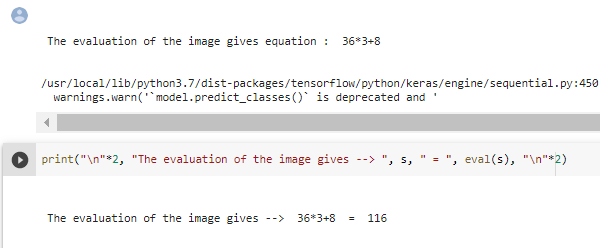 The evaluation of the image gives equation :  36*3+8
/usr/local/lib/python3.7/dist-packages/tensorflow/python/keras/engine/sequential.py:450
warnings.warn('`model.predict_classes()` is deprecated and '
print("\n"*2, "The evaluation of the image gives --> ", s, " = ", eval(s), "\n"*2)
The evaluation of the image gives -->  36*3+8  =  116